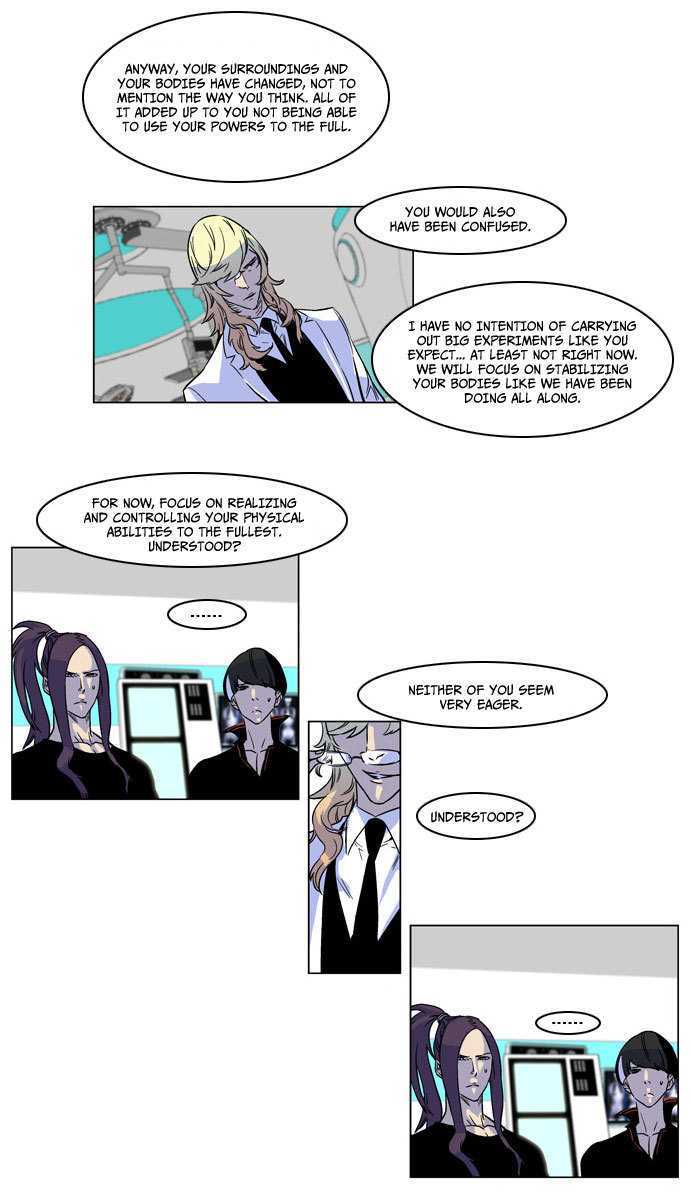 ANYWAY, YOUR SURROUNDINGS AND
YOUR BODIES HAVE CHANGED, NOT TO
MENTION THE WAY YOU THINK. ALL OF
IT ADDED UP TO YOU NOT BEING ABLE
TO USE YOUR POWERS TO THE FULL.
YOU WOULD ALSO
HAVE BEEN CONFUSED.
I HAVE NO INTENTION OF CARRYING
OUT BIG EXPERIMENTS LIKE YOU
EXPECT... AT LEAST NOT RIGHT NOW.
WE WILL FOCUS ON STABILIZING
YOUR BODIES LIKE WE HAVE BEEN
DOING ALL ALONG.
FOR NOW, FOCUS ON REALIZING
AND CONTROLLING YOUR PHYSICAL
ABILITIES TO THE FULLEST.
UNDERSTOOD?
......
NEITHER OF YOU SEEM
VERY EAGER.
UNDERSTOOD?
......